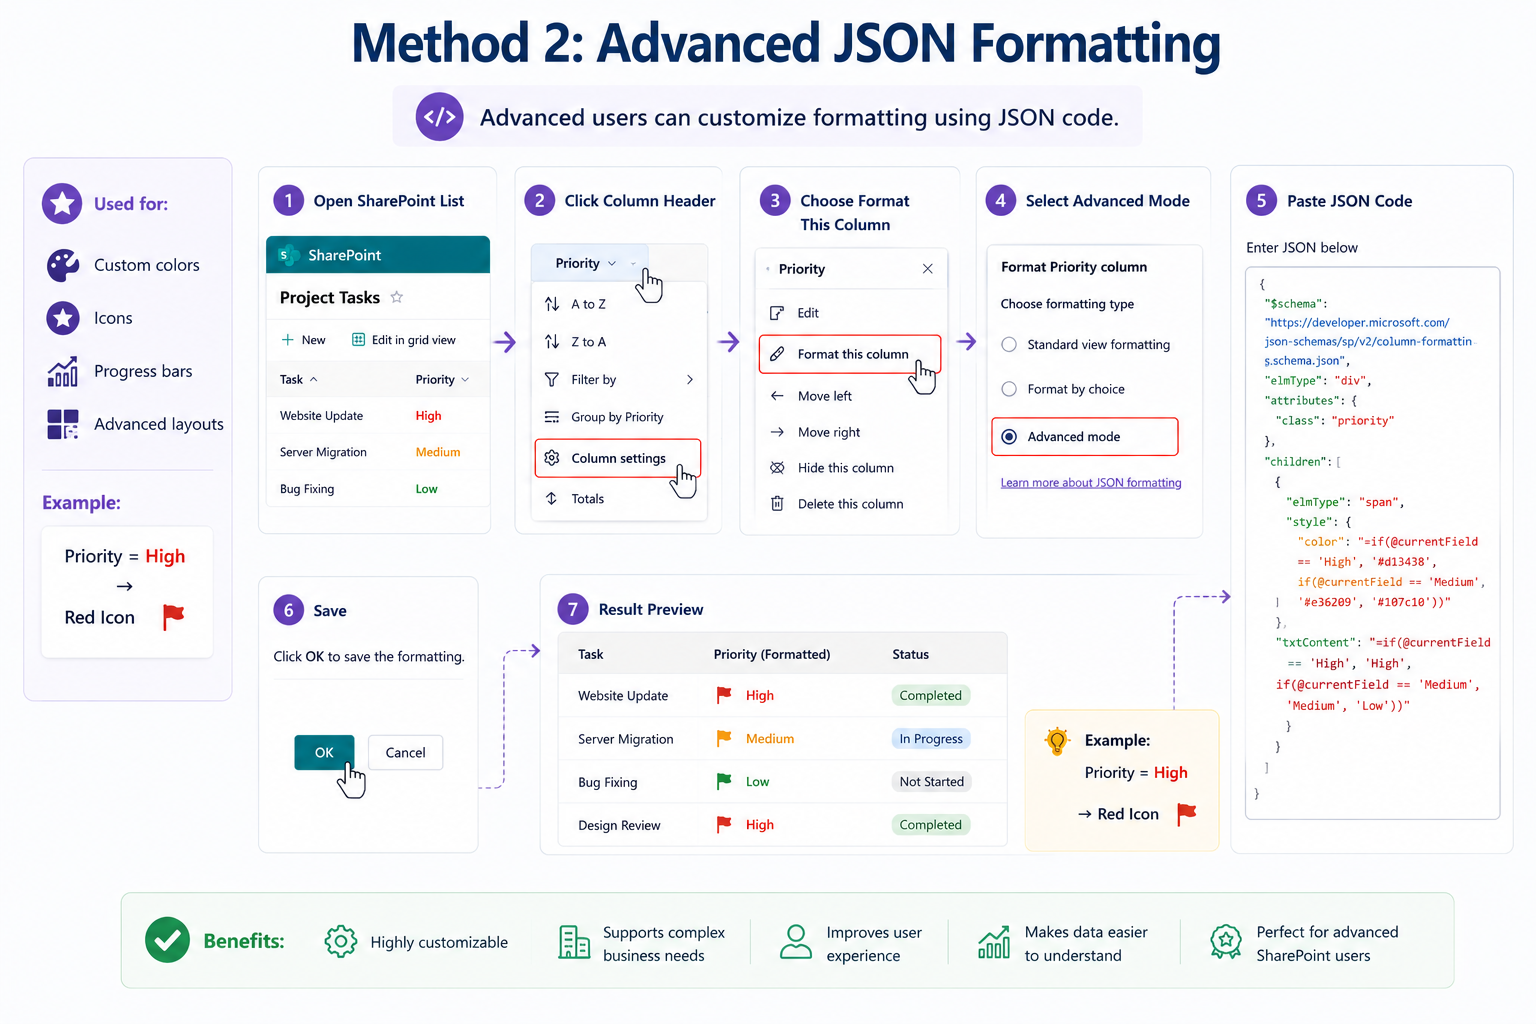 Method 2: Advanced JSON Formatting
</> Advanced users can customize formatting using JSON code.
Used for:
Custom colors
Icons
Progress bars
Advanced layouts
Example:
Priority = High
→
Red Icon
1 Open SharePoint List
S SharePoint
Project Tasks
+ New Edit in grid view
Task Priority
Website Update High
Server Migration Medium
Bug Fixing Low
2 Click Column Header
Priority
A to Z
Z to A
Filter by
Group by Priority
Column settings
Totals
3 Choose Format
This Column
Priority
Edit
Format this column
Move left
Move right
Hide this column
Delete this column
4 Select Advanced Mode
Format Priority column
Choose formatting type
Standard view formatting
Format by choice
Advanced mode
Learn more about JSON formatting
5 Paste JSON Code
Enter JSON below
{
"$schema":
"https://developer.microsoft.com/
json-schemas/sp/v2/column-formattin
g.schema.json",
"elmType": "div",
"attributes": {
"class": "priority"
},
"children": [
{
"elmType": "span",
"style": {
"color": "=if(@currentField
== 'High', '#d13438',
if(@currentField == 'Medium',
] '#e36209', '#107c10'))"
},
"txtContent": "=if(@currentField
== 'High', 'High',
if(@currentField == 'Medium',
'Medium', 'Low'))"
}
}
]
}
6 Save
Click OK to save the formatting.
OK Cancel
7 Result Preview
Task Priority (Formatted) Status
Website Update High Completed
Server Migration Medium In Progress
Bug Fixing Low Not Started
Design Review High Completed
Example:
Priority = High
→ Red Icon
Benefits:
Highly customizable
Supports complex
business needs
Improves user
experience
Makes data easier
to understand
Perfect for advanced
SharePoint users